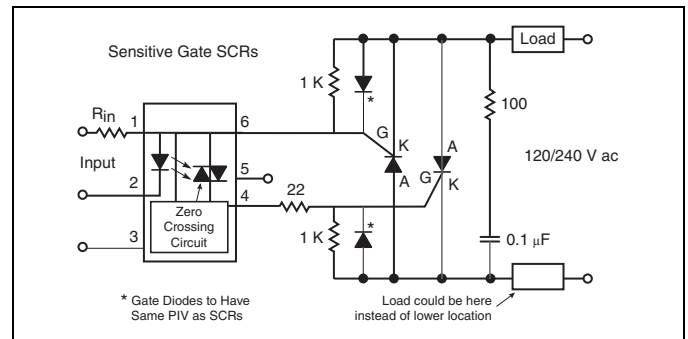 Sensitive Gate SCRs
Load
1 K
*
100
Rin
1
6
G
K
A
Input
A
120/240 V ac
2
5
G
K
4
22
Zero
Crossing
Circuit
3
1 K
*
0.1 µF
* Gate Diodes to Have
Same PIV as SCRs
Load could be here
instead of lower location